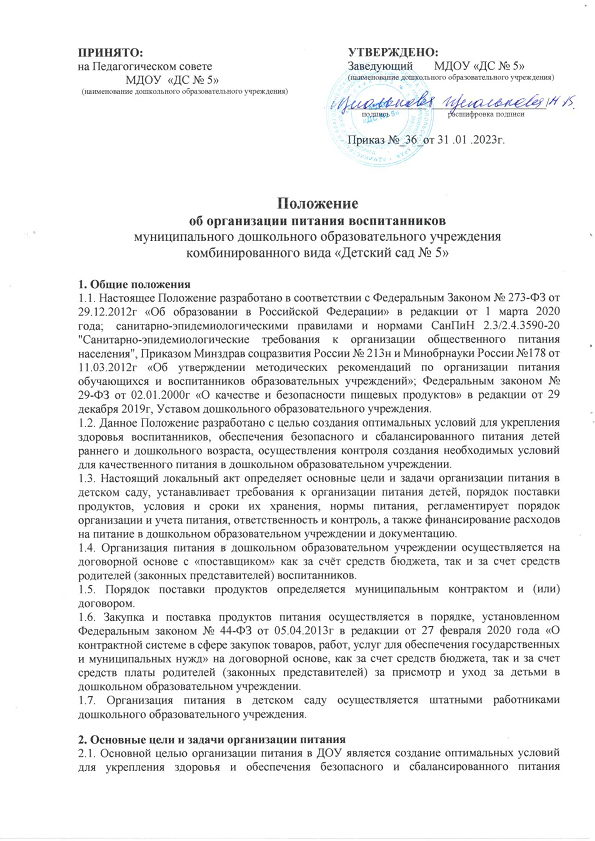 ПРИНЯТО:
на Педагогическом совете
МДОУ «ДС № 5»
(наименование дошкольного образовательного учреждения)
УТВЕРЖДЕНО:
Заведующий МДОУ «ДС № 5»
(наименование дошкольного образовательного учреждения)
подпись расшифровка подписи
«ДС № 5»
Приказ №_36_от 31 .01 .2023г.
Положение
об организации питания воспитанников
муниципального дошкольного образовательного учреждения
комбинированного вида «Детский сад № 5»
1. Общие положения
1.1. Настоящее Положение разработано в соответствии с Федеральным Законом № 273-ФЗ от
29.12.2012г «Об образовании в Российской Федерации» в редакции от 1 марта 2020
года; санитарно-эпидемиологическими правилами и нормами СанПиН 2.3/2.4.3590-20
"Санитарно-эпидемиологические требования к организации общественного питания
населения", Приказом Минздрав соцразвития России № 213н и Минобрнауки России №178 от
11.03.2012г «Об утверждении методических рекомендаций по организации питания
обучающихся и воспитанников образовательных учреждений»; Федеральным законом №
29-ФЗ от 02.01.2000г «О качестве и безопасности пищевых продуктов» в редакции от 29
декабря 2019г, Уставом дошкольного образовательного учреждения.
1.2. Данное Положение разработано с целью создания оптимальных условий для укрепления
здоровья воспитанников, обеспечения безопасного и сбалансированного питания детей
раннего и дошкольного возраста, осуществления контроля создания необходимых условий
для качественного питания в дошкольном образовательном учреждении.
1.3. Настоящий локальный акт определяет основные цели и задачи организации питания в
детском саду, устанавливает требования к организации питания детей, порядок поставки
продуктов, условия и сроки их хранения, нормы питания, регламентирует порядок
организации и учета питания, ответственность и контроль, а также финансирование расходов
на питание в дошкольном образовательном учреждении и документацию.
1.4. Организация питания в дошкольном образовательном учреждении осуществляется на
договорной основе с «поставщиком» как за счёт средств бюджета, так и за счет средств
родителей (законных представителей) воспитанников.
1.5. Порядок поставки продуктов определяется муниципальным контрактом и (или)
договором.
1.6. Закупка и поставка продуктов питания осуществляется в порядке, установленном
Федеральным законом № 44-ФЗ от 05.04.2013г в редакции от 27 февраля 2020 года «О
контрактной системе в сфере закупок товаров, работ, услуг для обеспечения государственных
и муниципальных нужд» на договорной основе, как за счет средств бюджета, так и за счет
средств платы родителей (законных представителей) за присмотр и уход за детьми в
дошкольном образовательном учреждении.
1.7. Организация питания в детском саду осуществляется штатными работниками
дошкольного образовательного учреждения.
2. Основные цели и задачи организации питания
2.1. Основной целью организации питания в ДОУ является создание оптимальных условий
для укрепления здоровья и обеспечения безопасного и сбалансированного питания